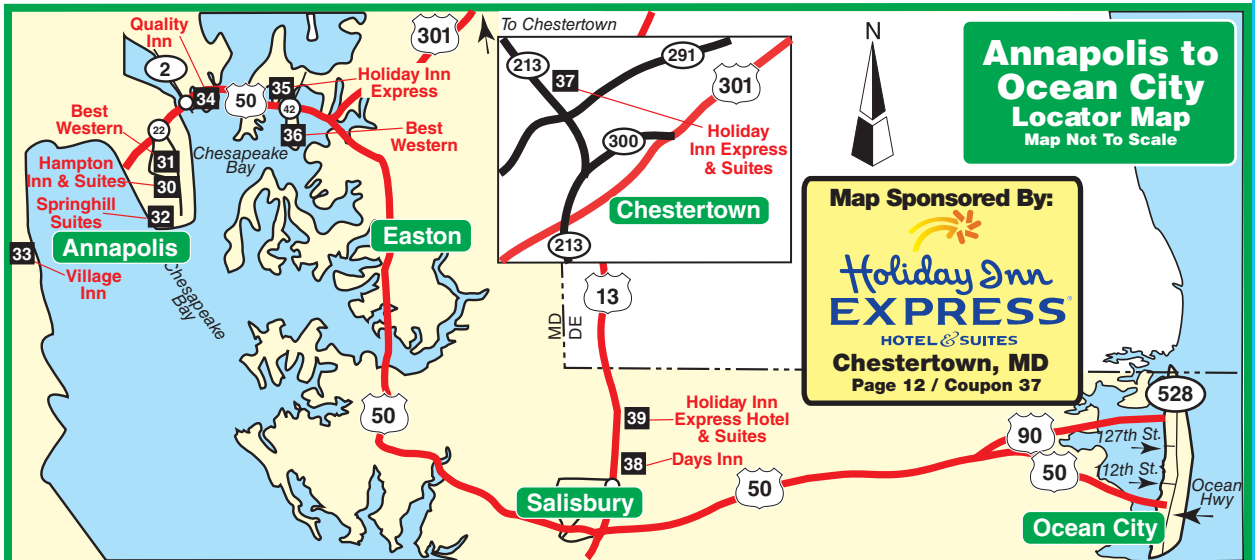 Annapolis to
Ocean City
Locator Map
Map Not To Scale
To Chestertown
N
Quality
Inn
2
34
50
35
Holiday Inn
Express
301
42
22
36
Best
Western
Best
Western
31
Hampton
Inn & Suites
30
Springhill
Suites
32
Annapolis
33
Village
Inn
Chesapeake
Bay
Chesapeake
Bay
Easton
213
291
37
301
300
Holiday
Inn Express
& Suites
Chestertown
213
Map Sponsored By:
Holiday Inn
EXPRESS®
HOTEL & SUITES
Chestertown, MD
Page 12 / Coupon 37
13
MD
DE
50
39
Holiday Inn
Express Hotel
& Suites
38
Days Inn
Salisbury
50
528
90
127th St.
50
112th St.
Ocean
Hwy
Ocean City